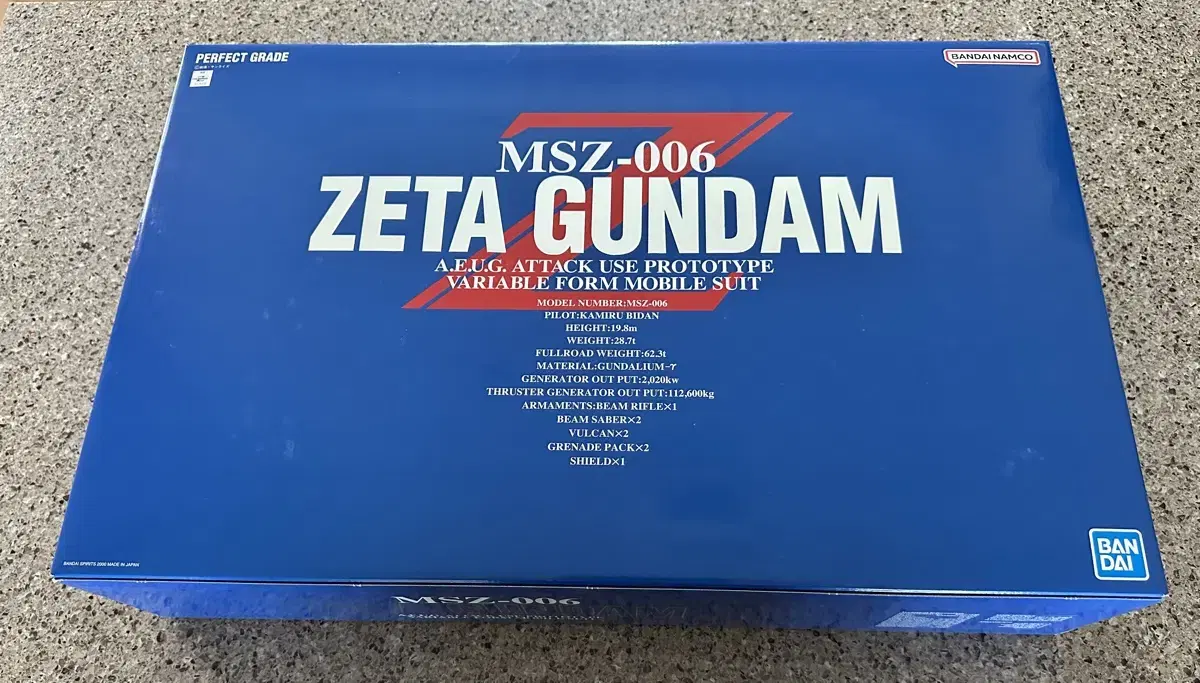 PERFECT GRADE
BANDAI NAMCO
MSZ-006
ZETA GUNDAM
A.E.U.G. ATTACK USE PROTOTYPE
VARIABLE FORM MOBILE SUIT
MODEL NUMBER:MSZ-006
PILOT:KAMIRU BIDAN
HEIGHT:19.8m
WEIGHT:28.7t
FULLROAD WEIGHT:62.3t
MATERIAL:GUNDALIUM-γ
GENERATOR OUT PUT:2,020kw
THRUSTER GENERATOR OUT PUT:112,600kg
ARMAMENTS:BEAM RIFLE×1
BEAM SABER×2
VULCAN×2
GRENADE PACK×2
SHIELD×1
BAN
DAI
BANDAI SPIRITS 2000 MADE IN JAPAN
MSZ-006